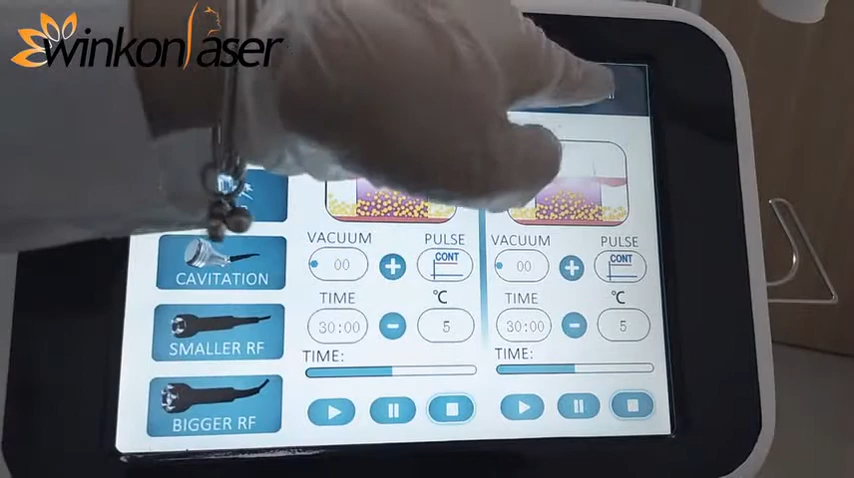 winkonlaser
VACUUM PULSE VACUUM PULSE
00 CONT 00 CONT
CAVITATION
TIME °C TIME °C
30:00 5 30:00 5
SMALLER RF
TIME: TIME:
BIGGER RF